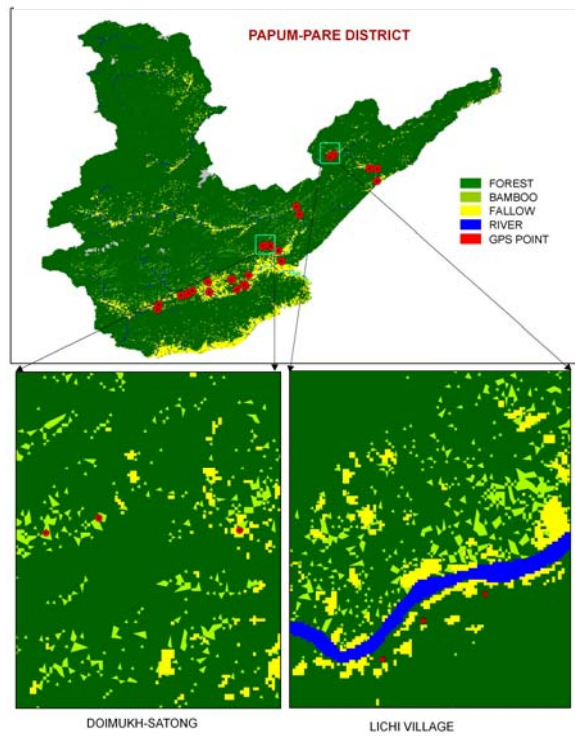 PAPUM-PARE DISTRICT
FOREST
BAMBOO
FALLOW
RIVER
GPS POINT
DOIMUKH-SATONG
LICHI VILLAGE